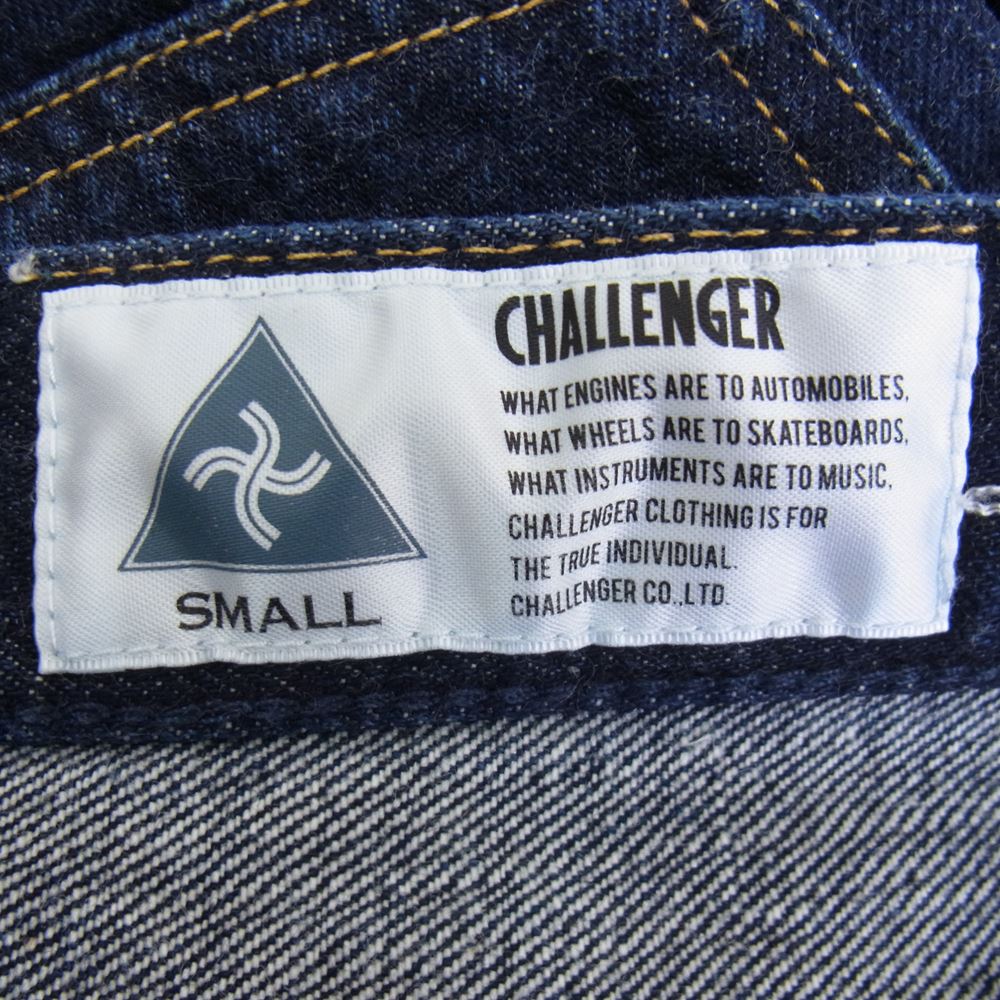 SMALL
CHALLENGER
WHAT ENGINES ARE TO AUTOMOBILES,
WHAT WHEELS ARE TO SKATEBOARDS,
WHAT INSTRUMENTS ARE TO MUSIC,
CHALLENGER CLOTHING IS FOR
THE TRUE INDIVIDUAL.
CHALLENGER CO.,LTD.